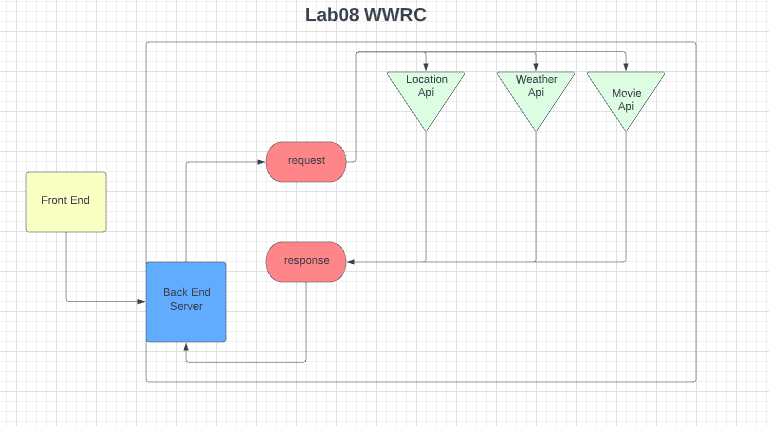 Lab08 WWRC
Location
Api
Weather
Api
Movie
Api
request
Front End
response
Back End
Server